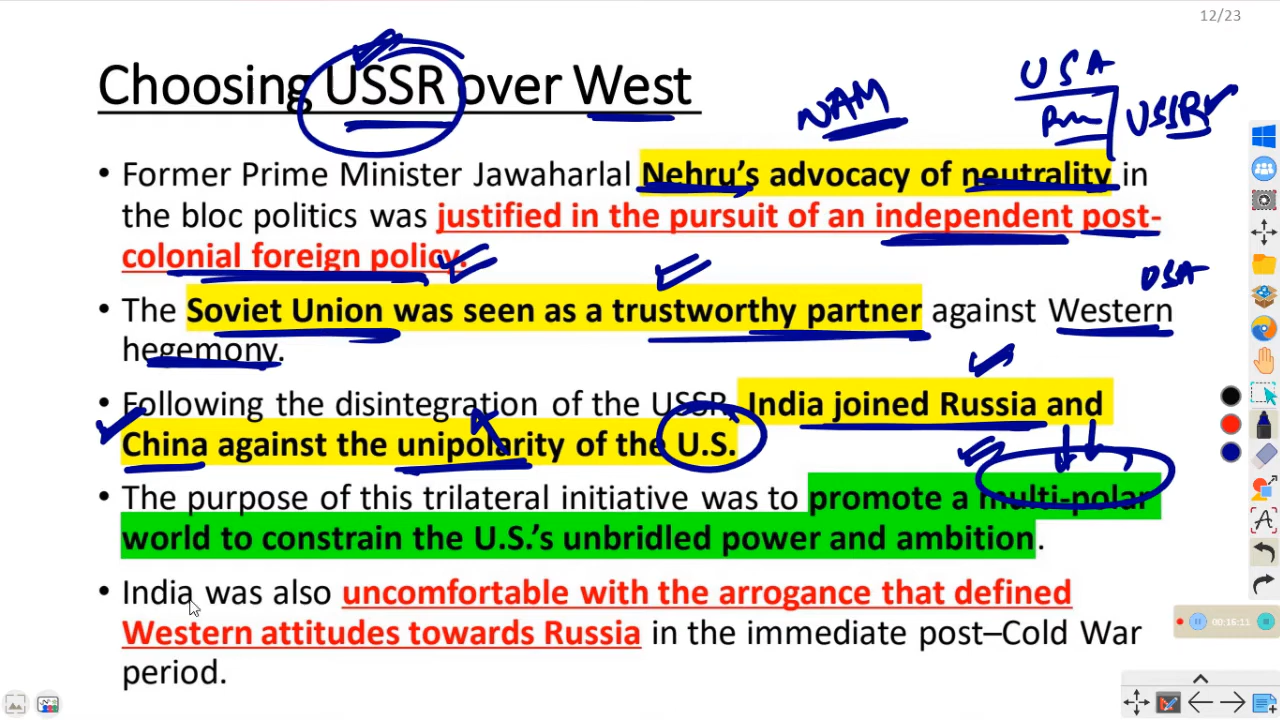 12/23
Choosing USSR over West
NAM
USA
USSR
Former Prime Minister Jawaharlal Nehru's advocacy of neutrality in
the bloc politics was justified in the pursuit of an independent post-
colonial foreign policy.
USA
• The Soviet Union was seen as a trustworthy partner against Western
hegemony.
• Following the disintegration of the USSR, India joined Russia and
China against the unipolarity of the U.S.
• The purpose of this trilateral initiative was to promote a multi-polar
world to constrain the U.S.'s unbridled power and ambition.
• India was also uncomfortable with the arrogance that defined
Western attitudes towards Russia in the immediate post–Cold War
period.
00:16:11